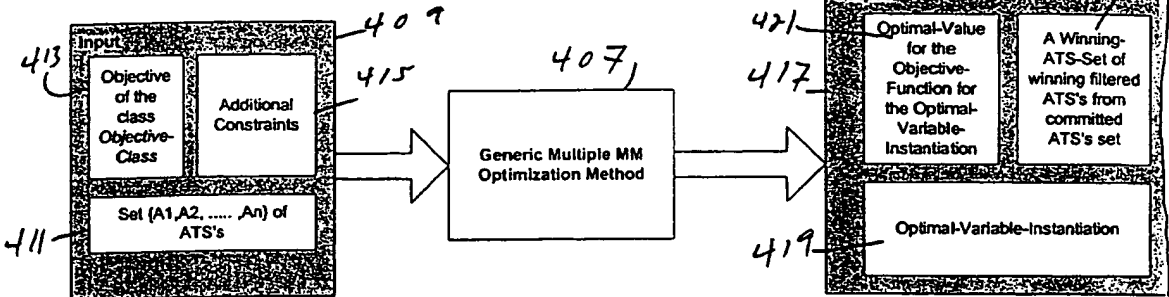 409
Input
413
Objective
of the
class
Objective-
Class
415
Additional
Constraints
411
Set {A1,A2, ..... ,An} of
ATS's
407
Generic Multiple MM
Optimization Method
417
421
Optimal-Value
for the
Objective-
Function for
the Optimal-
Variable-
Instantiation
A Winning-
ATS-Set of
winning filtered
ATS's from
committed
ATS's set
419
Optimal-Variable-Instantiation